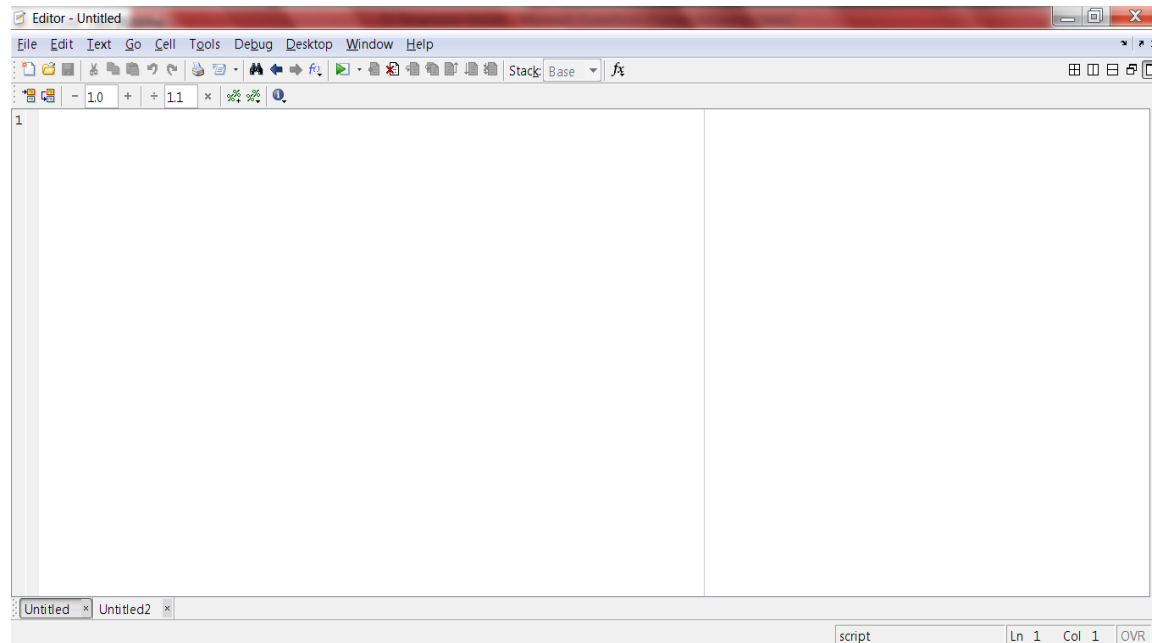 Editor - Untitled
File Edit Text Go Cell Tools Debug Desktop Window Help
Stack: Base fx
1.0 1.1
1
Untitled Untitled2
script Ln 1 Col 1 OVR